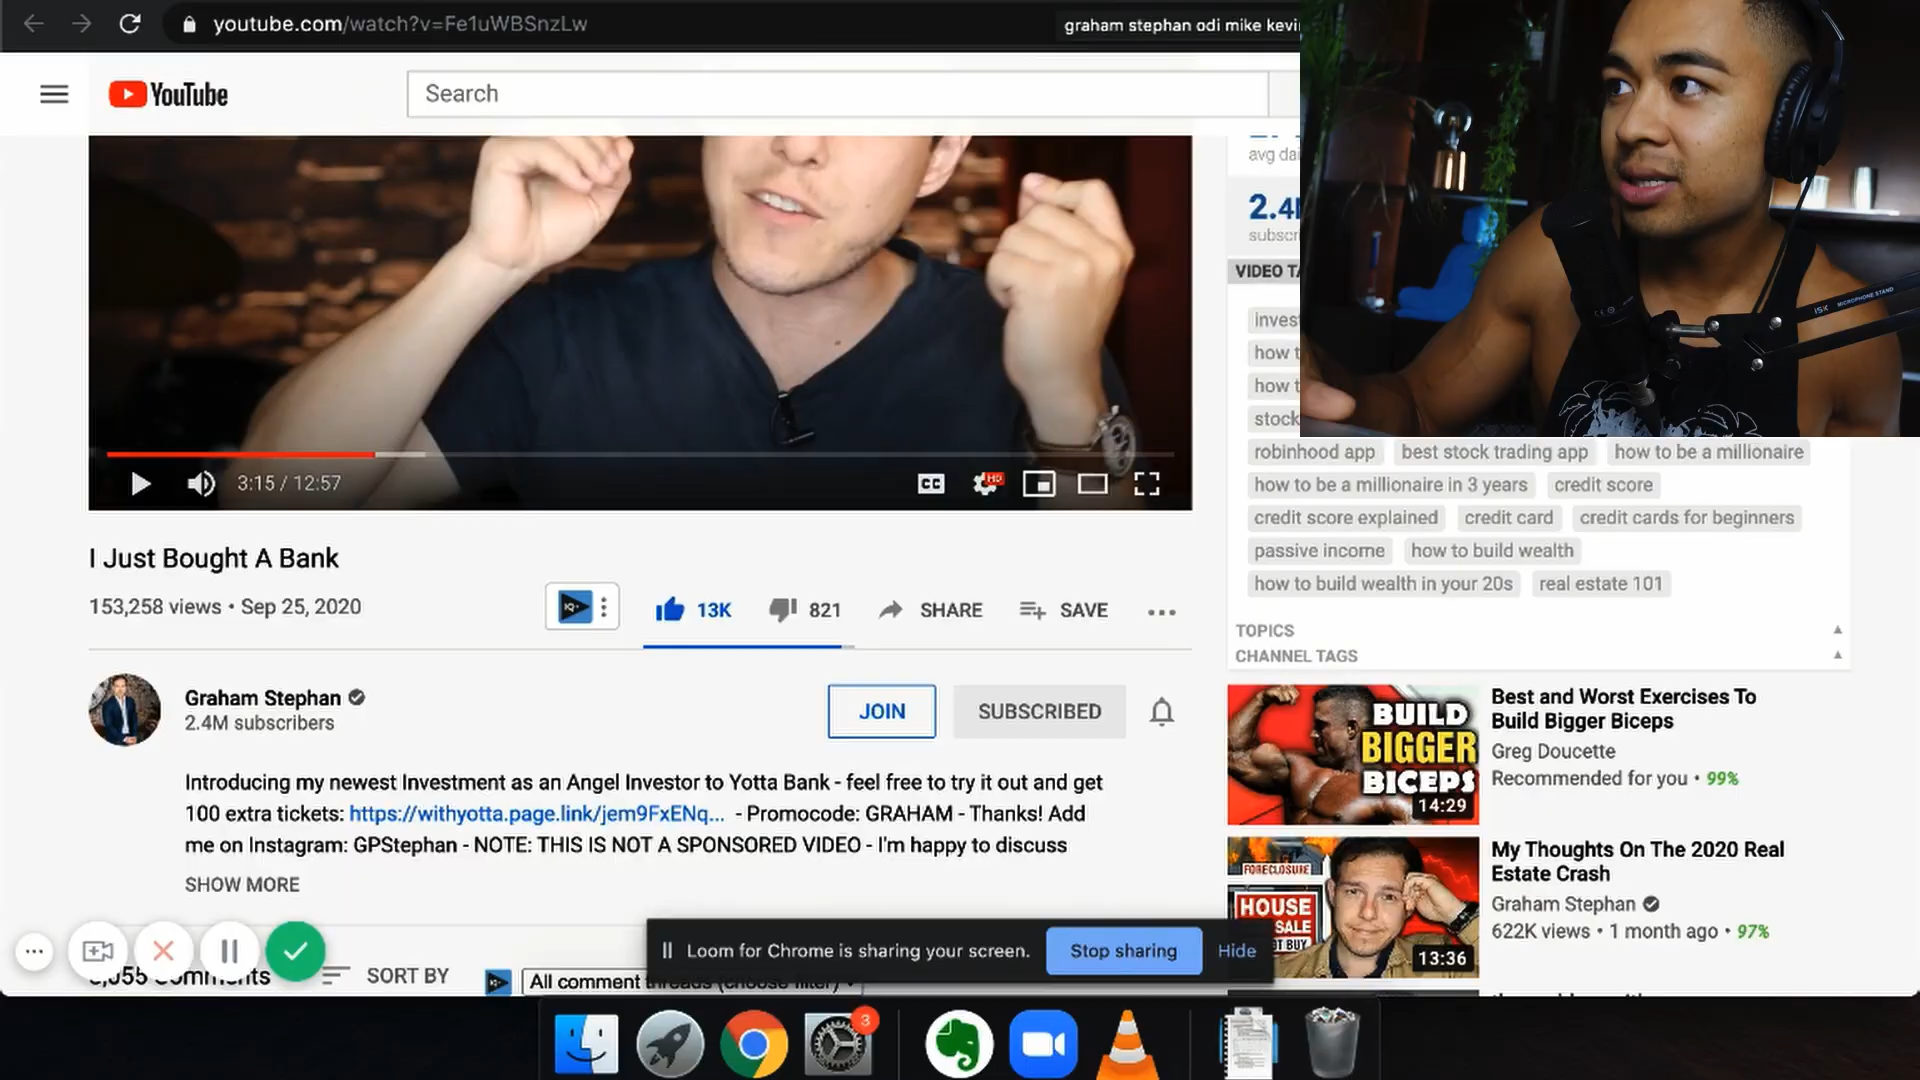 youtube.com/watch?v=Fe1uWBSnzLw
graham stephan odi mike kevin
YouTube
Search
avg dai
2.4
subscr
VIDEO TA
invest
how t
how t
stock
robinhood app best stock trading app how to be a millionaire
how to be a millionaire in 3 years credit score
credit score explained credit card credit cards for beginners
passive income how to build wealth
how to build wealth in your 20s real estate 101
TOPICS
CHANNEL TAGS
CC
HD
3:15 / 12:57
I Just Bought A Bank
153,258 views • Sep 25, 2020
IQ+
13K
821
SHARE
SAVE
Graham Stephan
2.4M subscribers
JOIN
SUBSCRIBED
Introducing my newest Investment as an Angel Investor to Yotta Bank - feel free to try it out and get
100 extra tickets: https://withyotta.page.link/jem9FxENq... - Promocode: GRAHAM - Thanks! Add
me on Instagram: GPStephan - NOTE: THIS IS NOT A SPONSORED VIDEO - I'm happy to discuss
SHOW MORE
BUILD
BIGGER
BICEPS
14:29
Best and Worst Exercises To
Build Bigger Biceps
Greg Doucette
Recommended for you • 99%
FORECLOSURE
HOUSE
SALE
OT BUY
13:36
My Thoughts On The 2020 Real
Estate Crash
Graham Stephan
622K views • 1 month ago • 97%
Loom for Chrome is sharing your screen.
Stop sharing
Hide
Comments
SORT BY
All comment threads (choose filter)
3
ISK MICROPHONE STAND